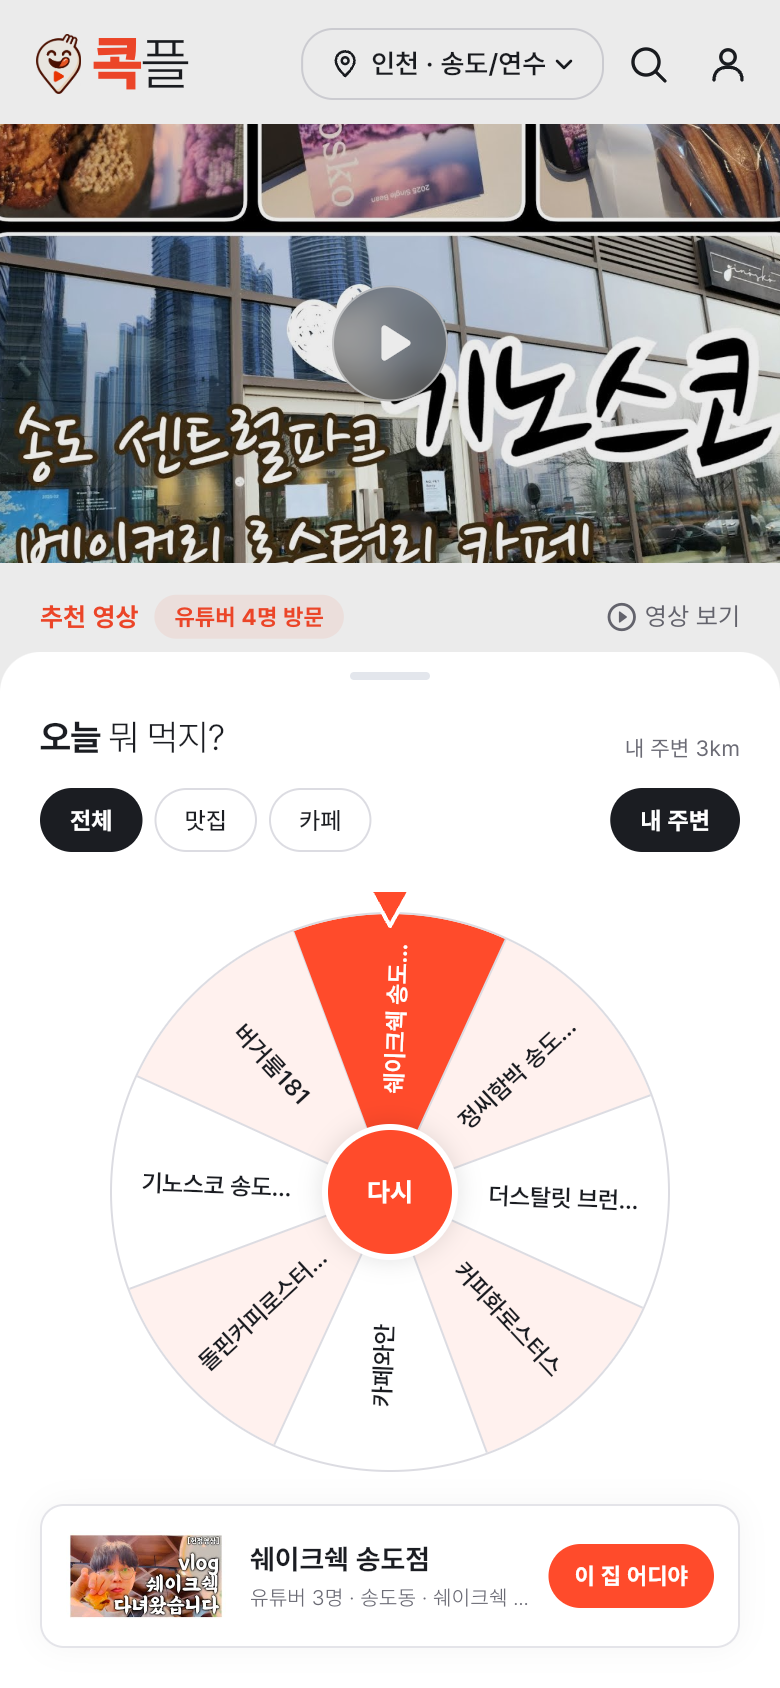 콕플
인천 · 송도/연수
osko
2025 Single Bean
ginosko
기노스코
송도 센트럴파크
베이커리 로스터리 카페
추천 영상
유튜버 4명 방문
영상 보기
오늘 뭐 먹지?
내 주변 3km
전체
맛집
카페
내 주변
쉐이크쉑 송도...
정씨함박 송도...
더스탈릿 브런...
커피화로스터스
카페와안
돌핀커피로스터...
기노스코 송도...
버거룸181
다시
vlog
쉐이크쉑
다녀왔습니다
쉐이크쉑 송도점
유튜버 3명 · 송도동 · 쉐이크쉑 ...
이 집 어디야